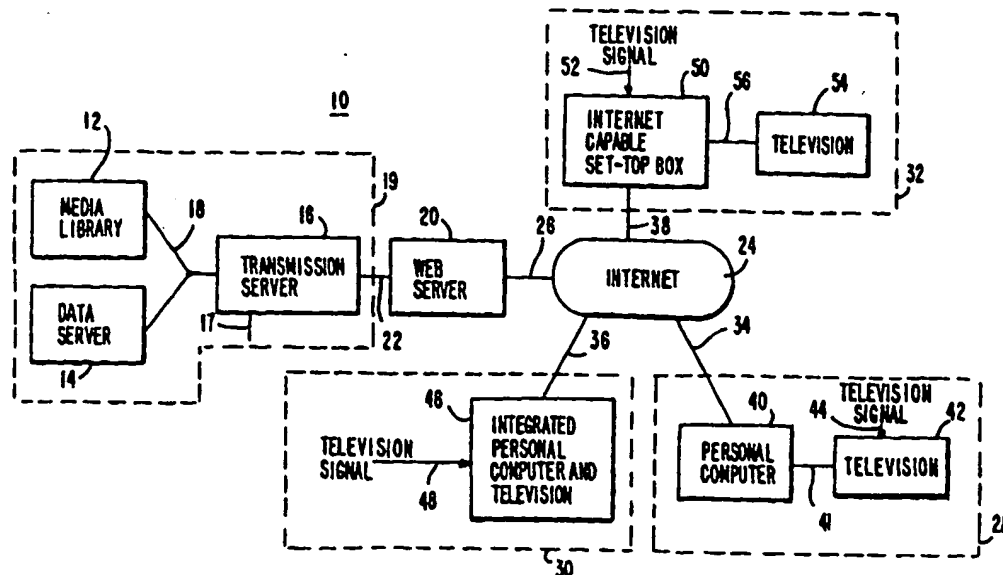 10
12
MEDIA
LIBRARY
18
DATA
SERVER
14
16
TRANSMISSION
SERVER
17
19
20
WEB
SERVER
22
26
INTERNET
24
TELEVISION
SIGNAL
52
50
INTERNET
CAPABLE
SET-TOP BOX
56
54
TELEVISION
32
38
36
34
46
TELEVISION
SIGNAL
48
INTEGRATED
PERSONAL
COMPUTER AND
TELEVISION
30
40
PERSONAL
COMPUTER
41
TELEVISION
SIGNAL
44
42
TELEVISION